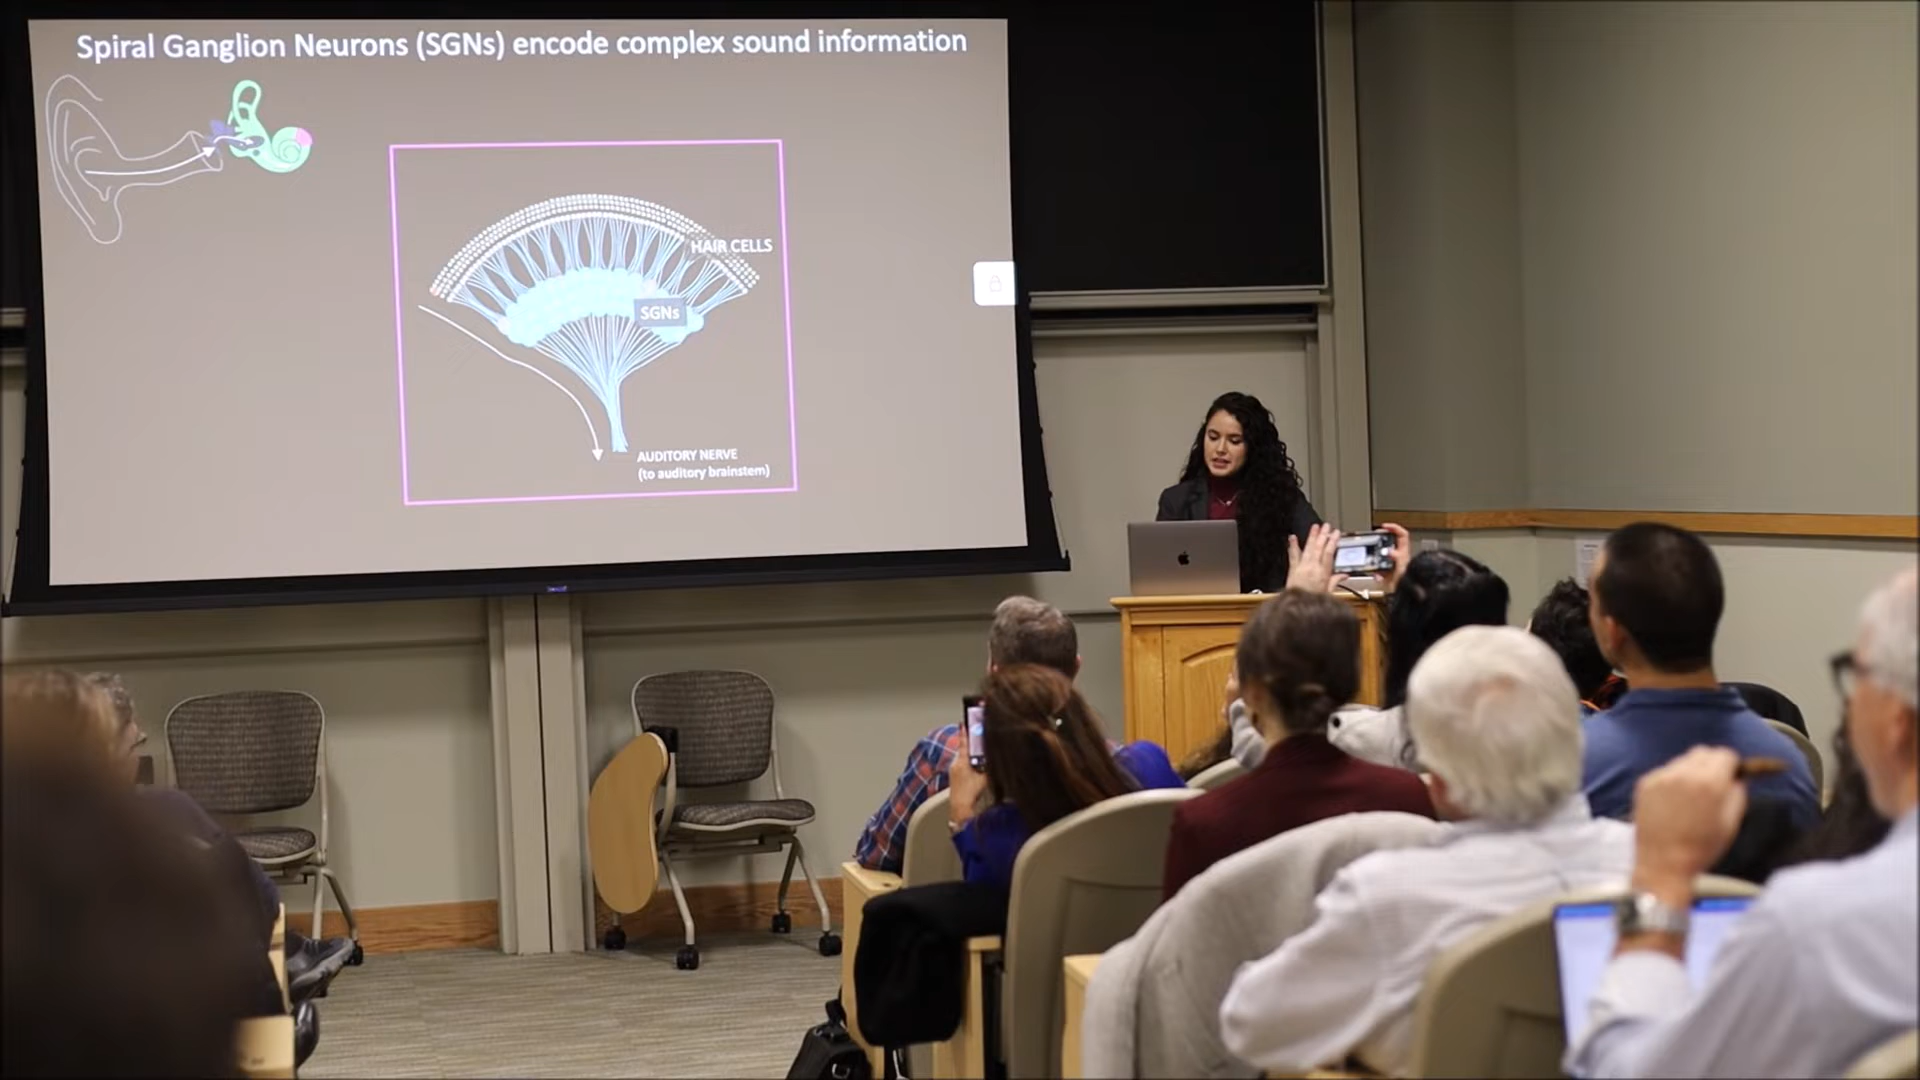 Spiral Ganglion Neurons (SGNs) encode complex sound information
HAIR CELLS
SGNs
AUDITORY NERVE
(to auditory brainstem)